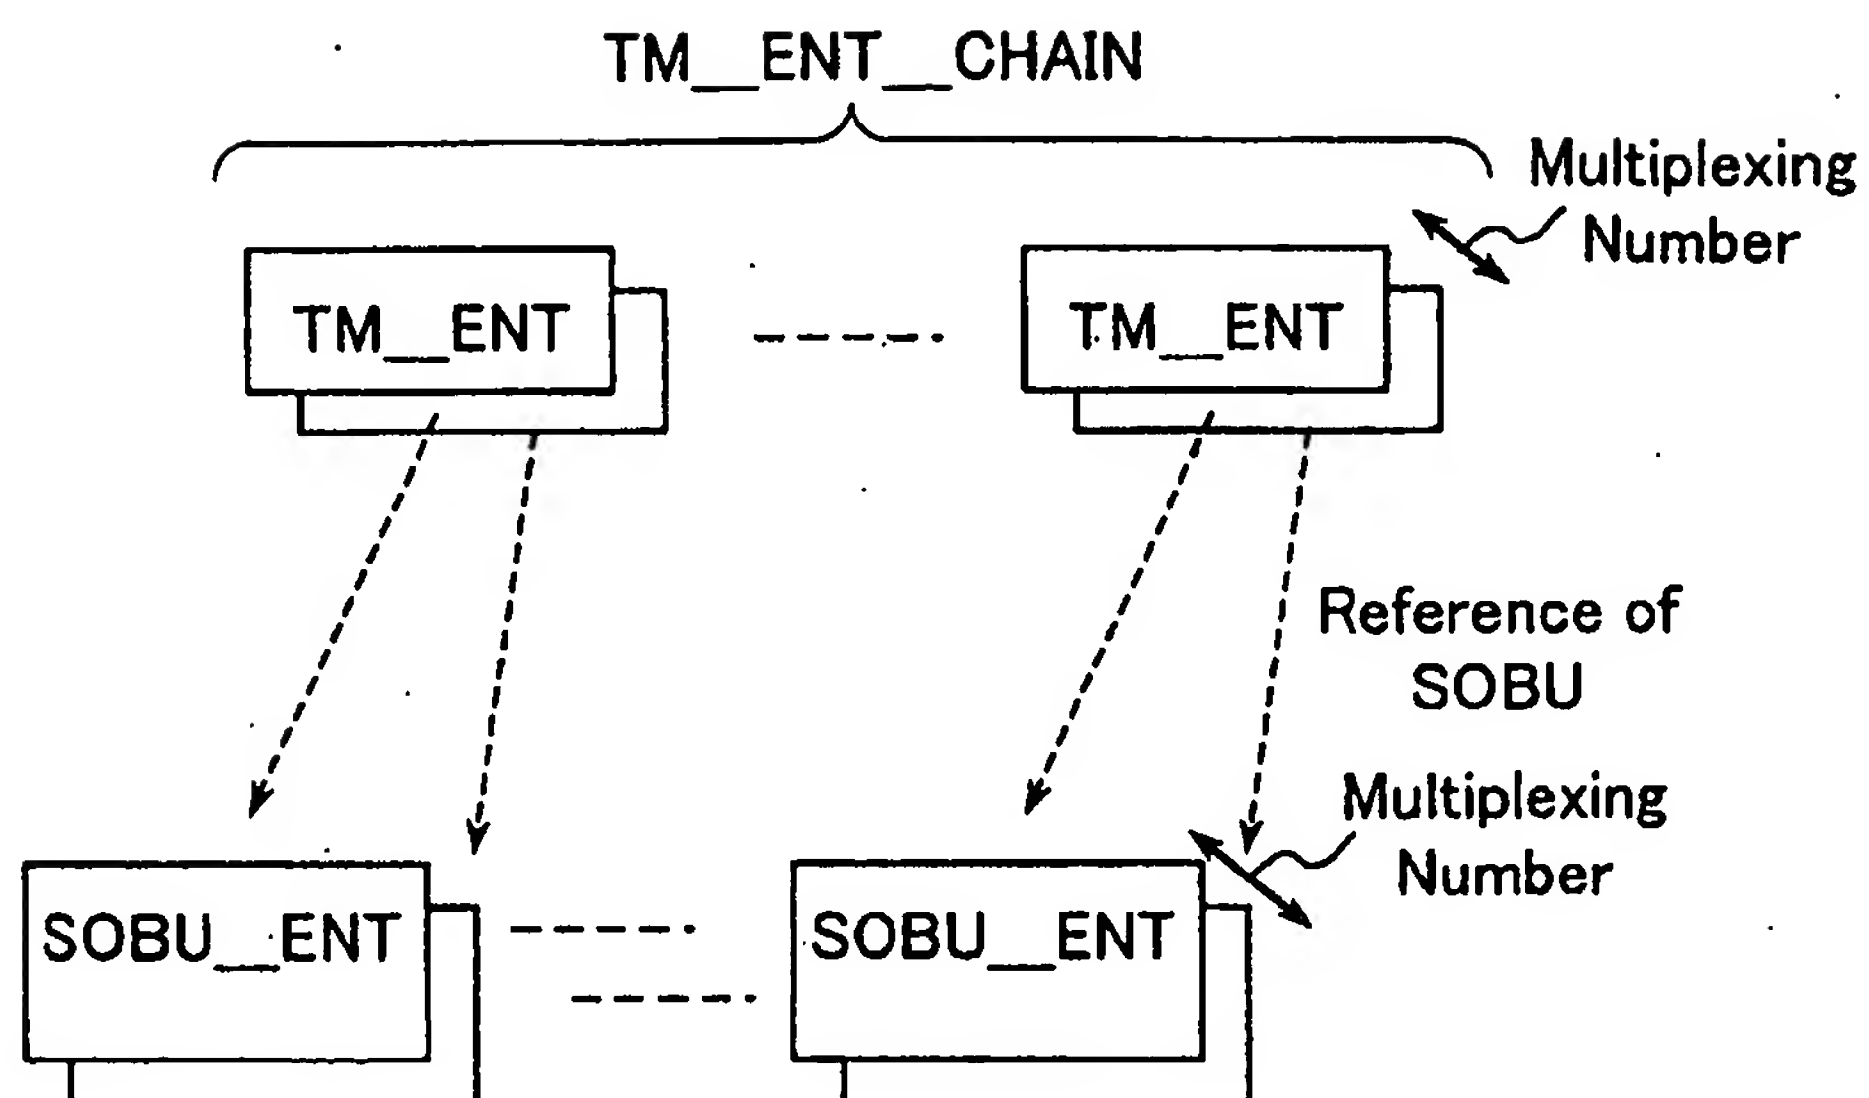 TM__ENT__CHAIN
Multiplexing
Number
TM__ENT
TM__ENT
Reference of
SOBU
Multiplexing
Number
SOBU__ENT
SOBU__ENT